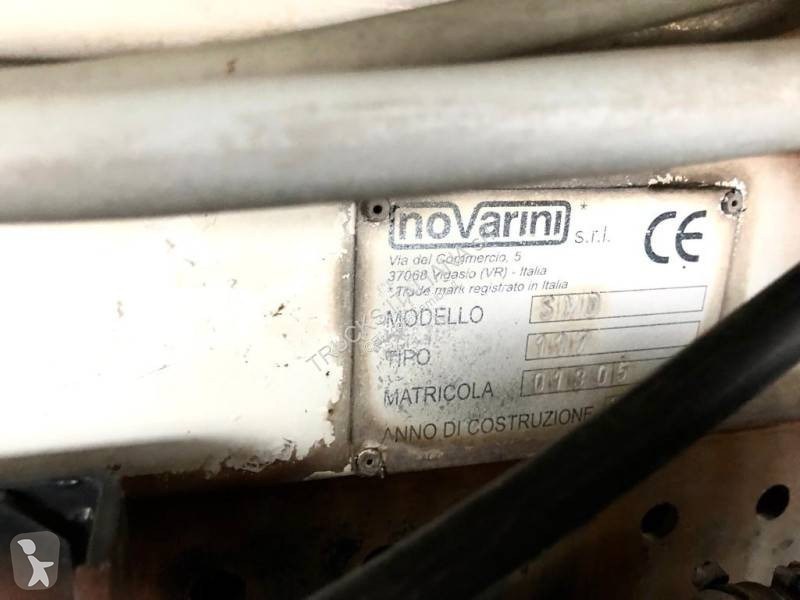 noVarini * s.r.l. CE
Via del Commercio, 5
37068 Vigasio (VR) - Italia
*Trade mark registrato in Italia
MODELLO
TIPO
MATRICOLA 01305
ANNO DI COSTRUZIONE